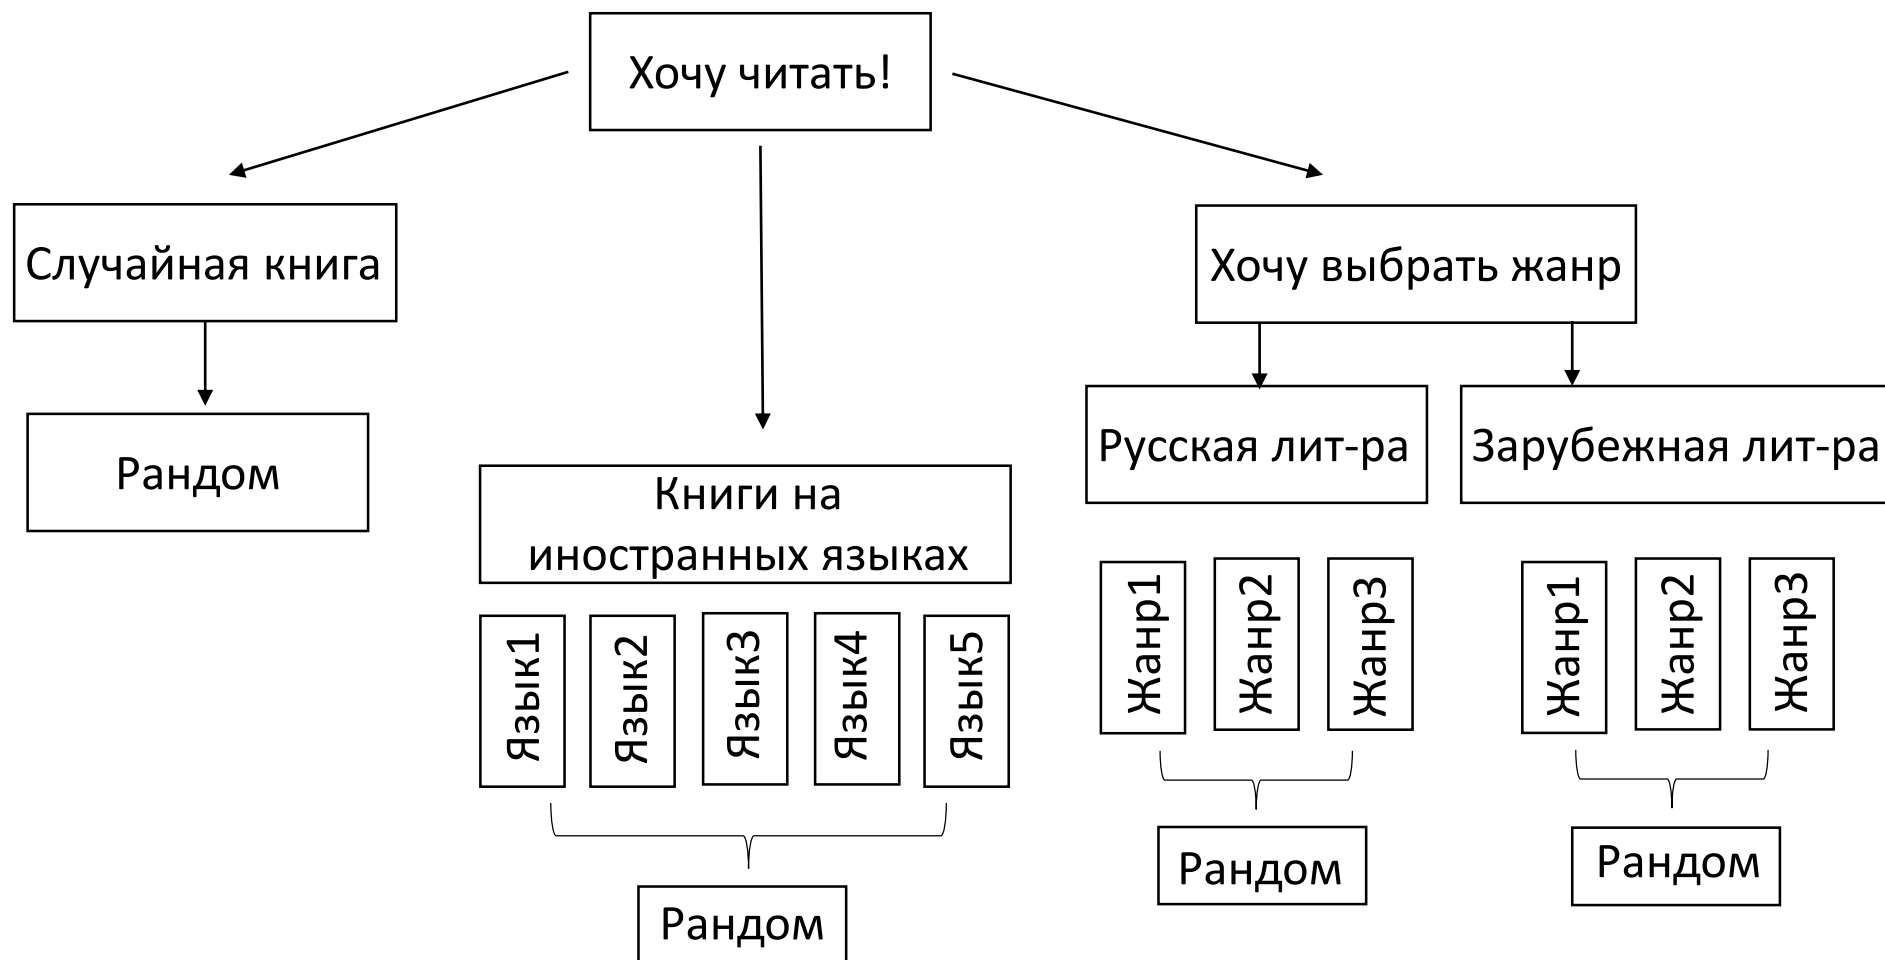 Хочу читать!
Случайная книга
Хочу выбрать жанр
Рандом
Книги на
иностранных языках
Русская лит-ра
Зарубежная лит-ра
Язык1
Язык2
Язык3
Язык4
Язык5
Рандом
Жанр1
Жанр2
Жанр3
Рандом
Жанр1
Жанр2
Жанр3
Рандом